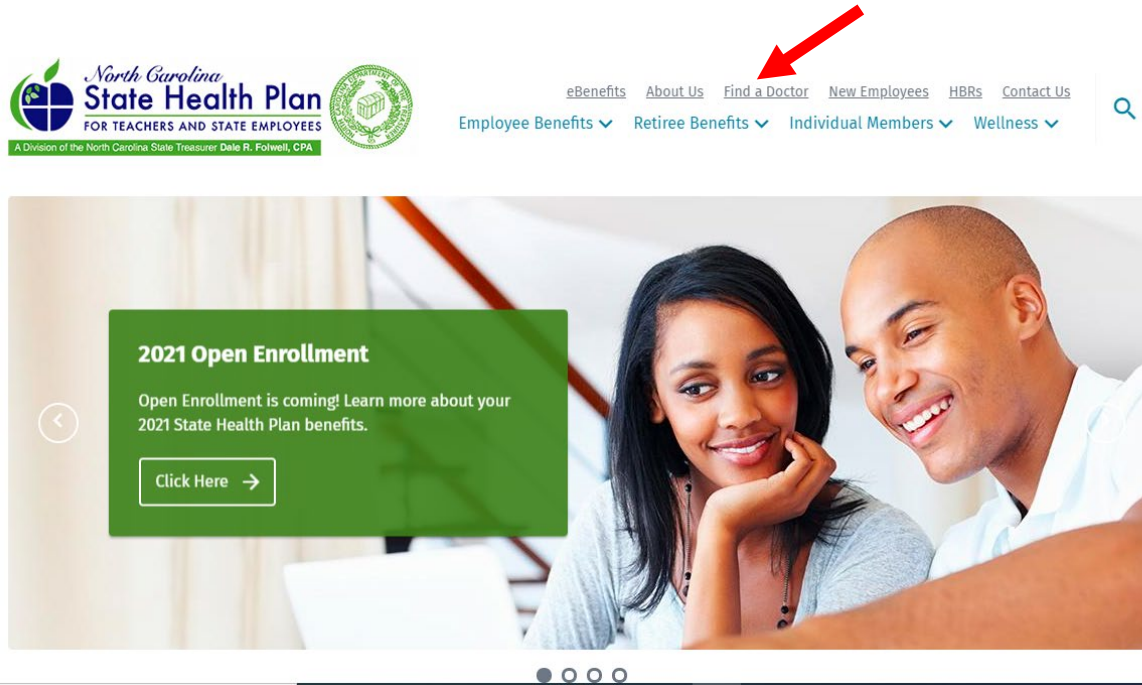 North Carolina
State Health Plan
FOR TEACHERS AND STATE EMPLOYEES
A Division of the North Carolina State Treasurer Dale R. Folwell, CPA
eBenefits About Us Find a Doctor New Employees HBRs Contact Us
Employee Benefits Retiree Benefits Individual Members Wellness
2021 Open Enrollment
Open Enrollment is coming! Learn more about your
2021 State Health Plan benefits.
Click Here →